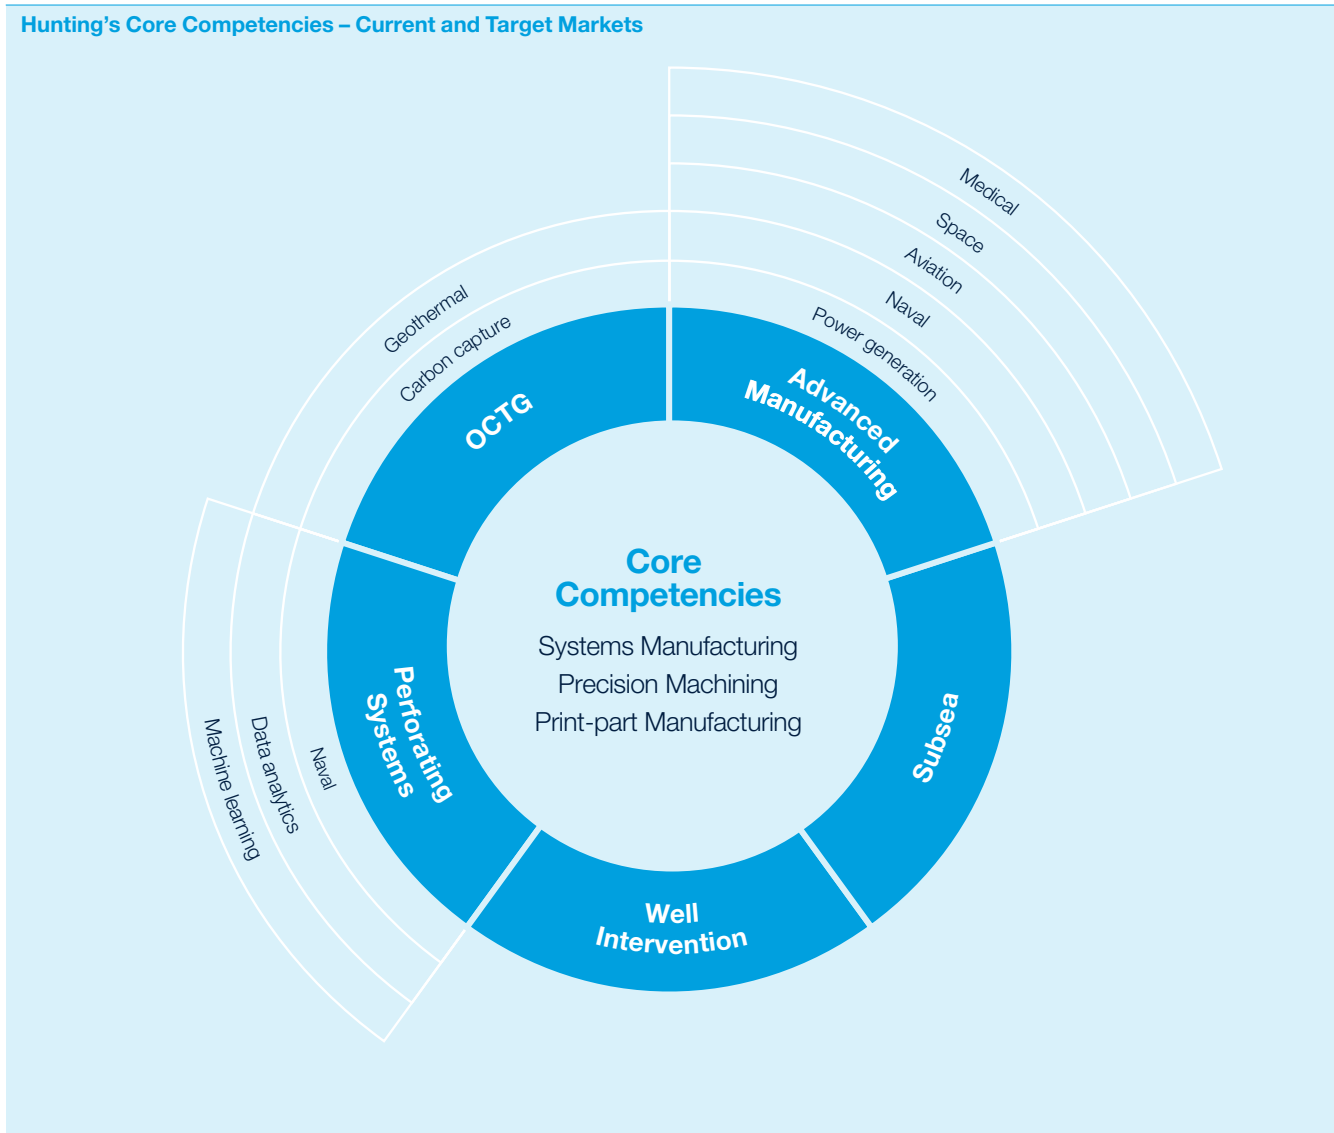 Hunting’s Core Competencies – Current and Target Markets
Medical
Space
Aviation
Naval
Power generation
Advanced
Manufacturing
Geothermal
Carbon capture
OCTG
Core
Competencies
Systems Manufacturing
Precision Machining
Print-part Manufacturing
Subsea
Perforating
Systems
Naval
Data analytics
Machine learning
Well
Intervention